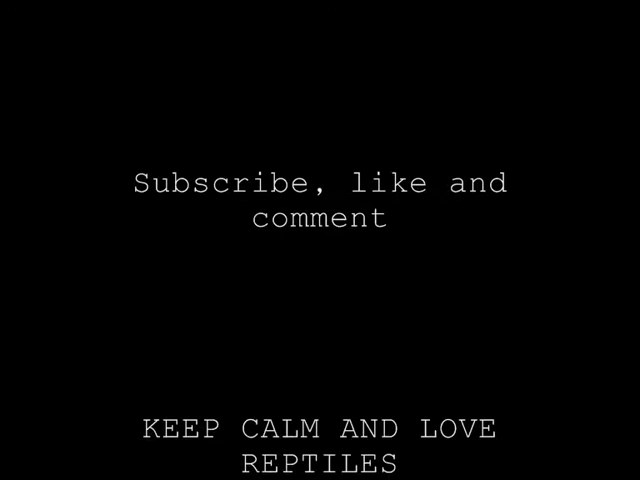 Subscribe, like and
comment
KEEP CALM AND LOVE
REPTILES